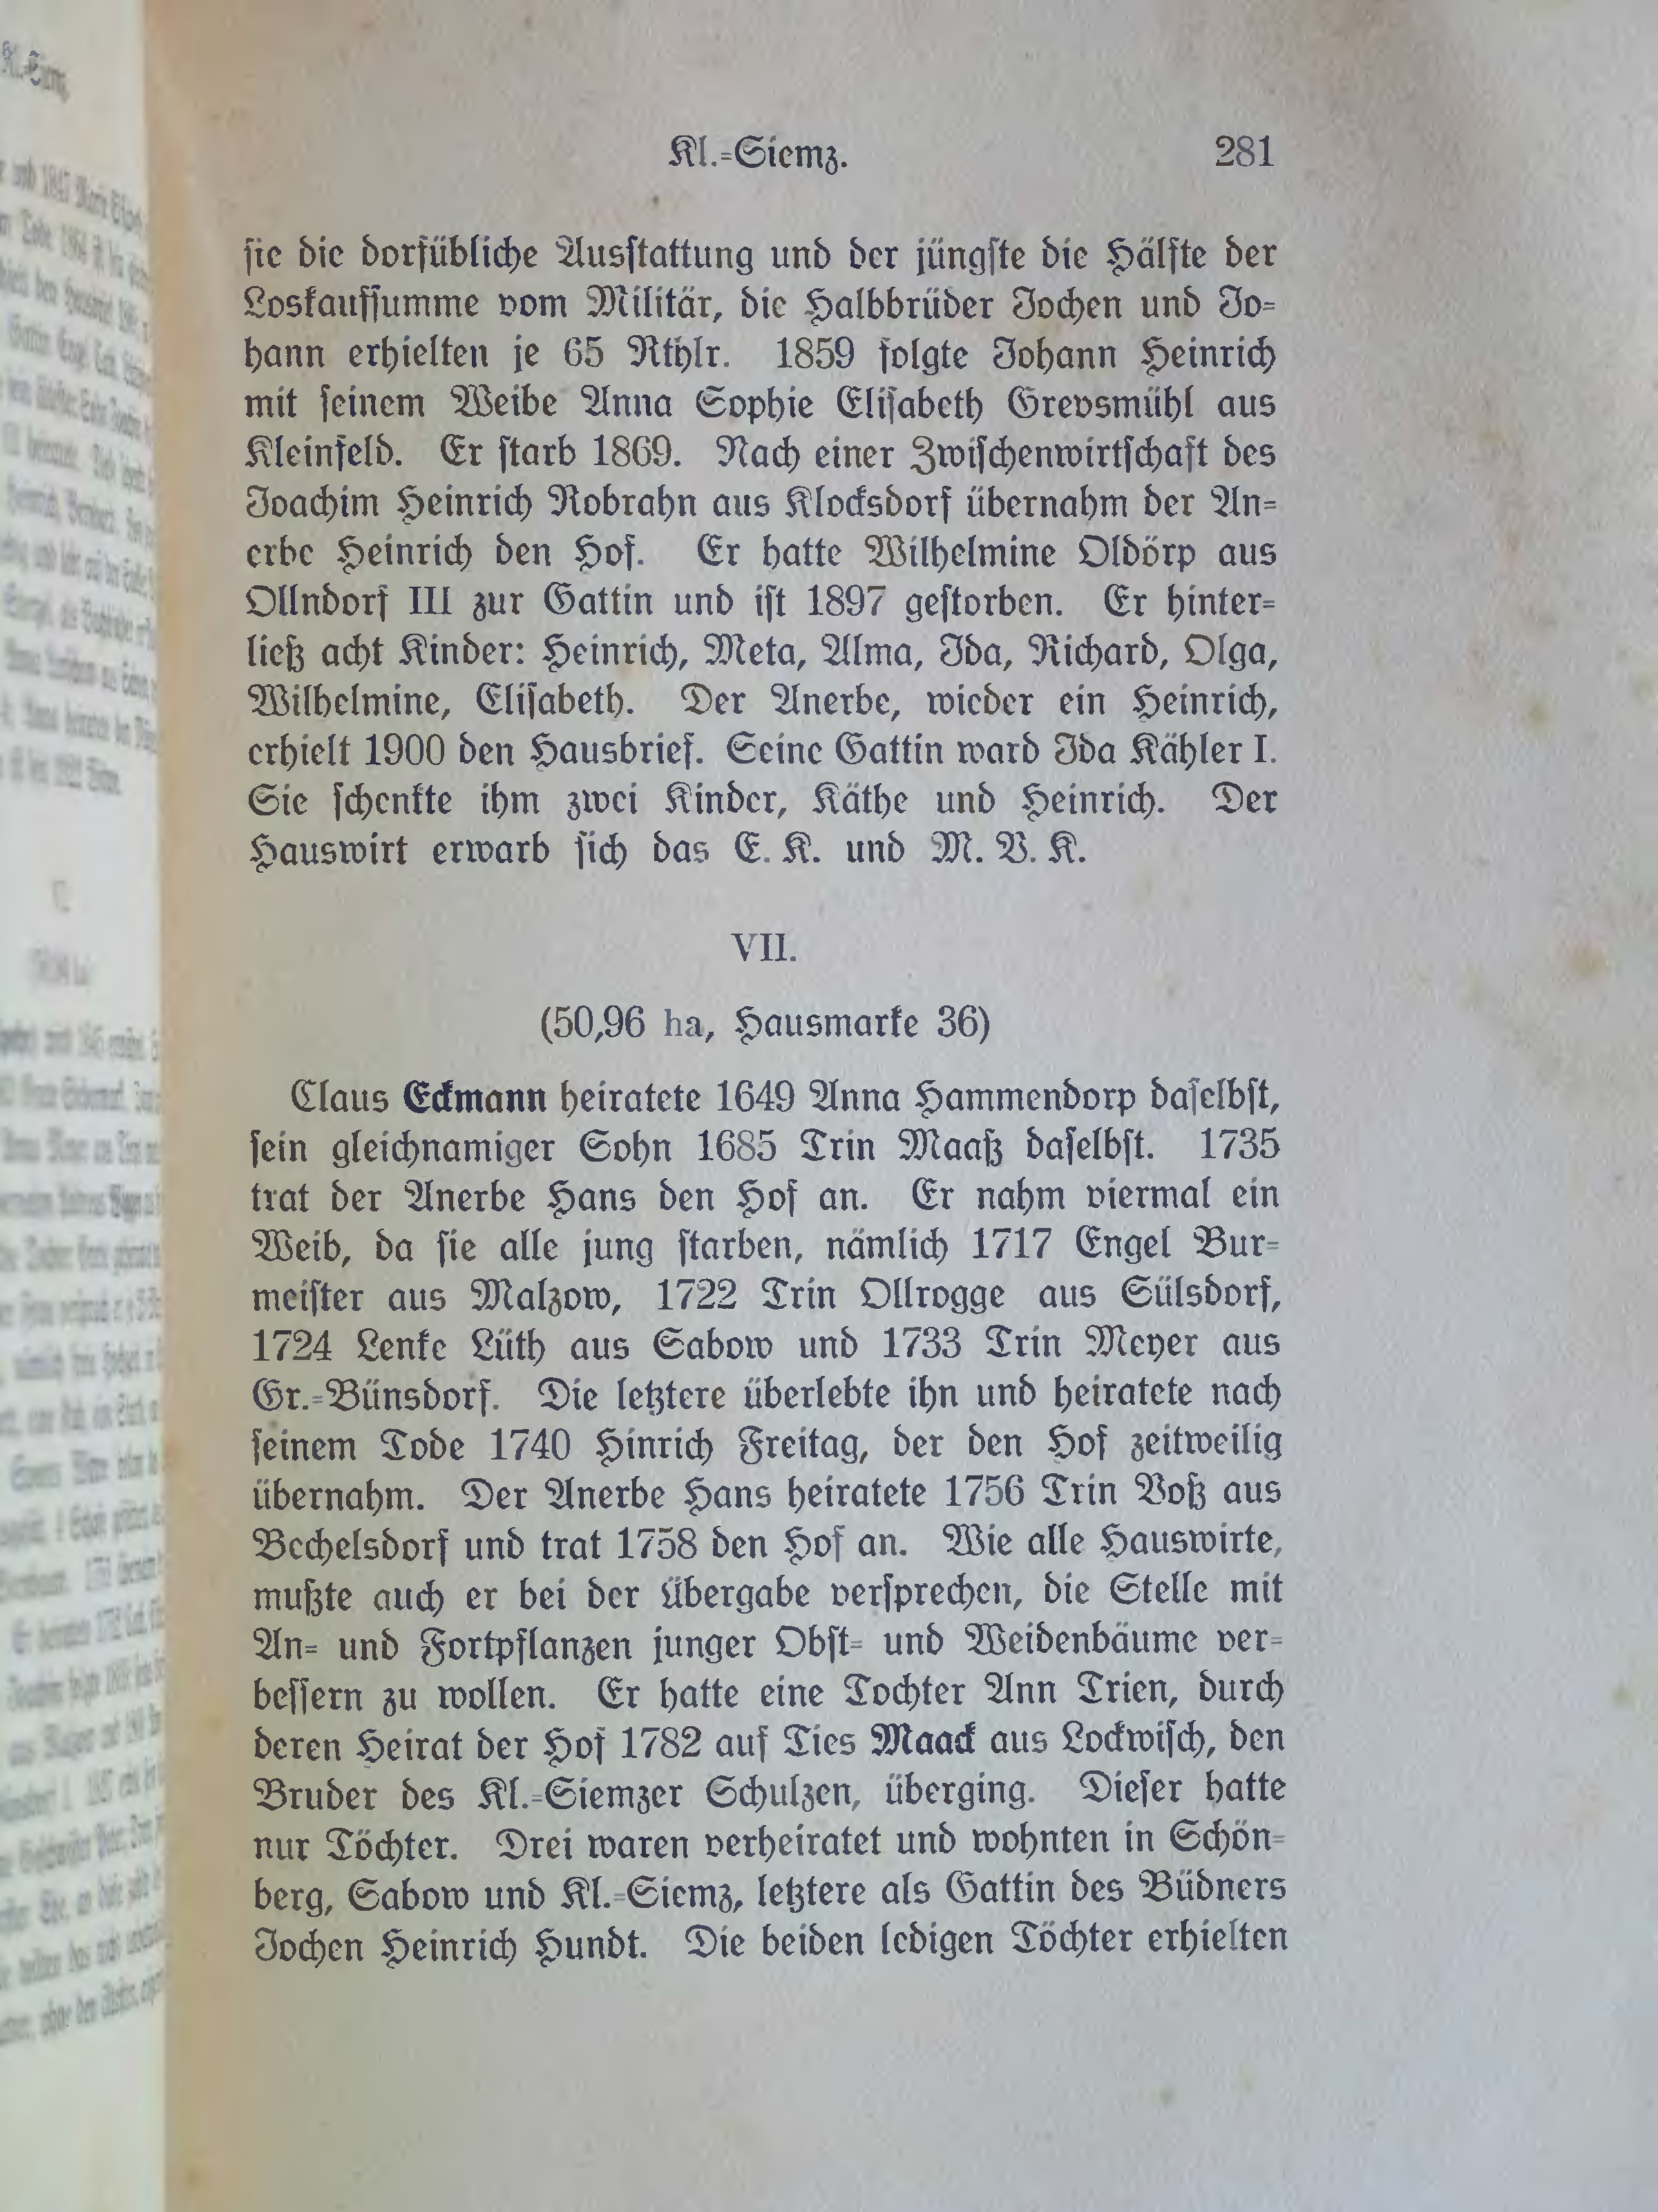 Kl.-Siemz. 281
sie die dorfübliche Ausstattung und der jüngste die Hälfte der
Loskaufsumme vom Militär, die Halbbrüder Jochen und Jo-
hann erhielten je 65 Rthlr. 1859 folgte Johann Heinrich
mit seinem Weibe Anna Sophie Elisabeth Grevsmühl aus
Kleinfeld. Er starb 1869. Nach einer Zwischenwirtschaft des
Joachim Heinrich Robrahn aus Klocksdorf übernahm der An-
erbe Heinrich den Hof. Er hatte Wilhelmine Oldörp aus
Ollndorf III zur Gattin und ist 1897 gestorben. Er hinter-
ließ acht Kinder: Heinrich, Meta, Alma, Ida, Richard, Olga,
Wilhelmine, Elisabeth. Der Anerbe, wieder ein Heinrich,
erhielt 1900 den Hausbrief. Seine Gattin ward Ida Kähler I.
Sie schenkte ihm zwei Kinder, Käthe und Heinrich. Der
Hauswirt erwarb sich das E. K. und M. V. K.
VII.
(50,96 ha, Hausmarke 36)
Claus Eckmann heiratete 1649 Anna Hammendorp daselbst,
sein gleichnamiger Sohn 1685 Trin Maaß daselbst. 1735
trat der Anerbe Hans den Hof an. Er nahm viermal ein
Weib, da sie alle jung starben, nämlich 1717 Engel Bur-
meister aus Malzow, 1722 Trin Ollrogge aus Sülsdorf,
1724 Lenke Lüth aus Sabow und 1733 Trin Meyer aus
Gr.-Bünsdorf. Die letztere überlebte ihn und heiratete nach
seinem Tode 1740 Hinrich Freitag, der den Hof zeitweilig
übernahm. Der Anerbe Hans heiratete 1756 Trin Voß aus
Bechelsdorf und trat 1758 den Hof an. Wie alle Hauswirte,
mußte auch er bei der Übergabe versprechen, die Stelle mit
An- und Fortpflanzen junger Obst- und Weidenbäume ver-
bessern zu wollen. Er hatte eine Tochter Ann Trien, durch
deren Heirat der Hof 1782 auf Ties Maack aus Lockwisch, den
Bruder des Kl.-Siemzer Schulzen, überging. Dieser hatte
nur Töchter. Drei waren verheiratet und wohnten in Schön-
berg, Sabow und Kl.-Siemz, letztere als Gattin des Büdners
Jochen Heinrich Hundt. Die beiden ledigen Töchter erhielten